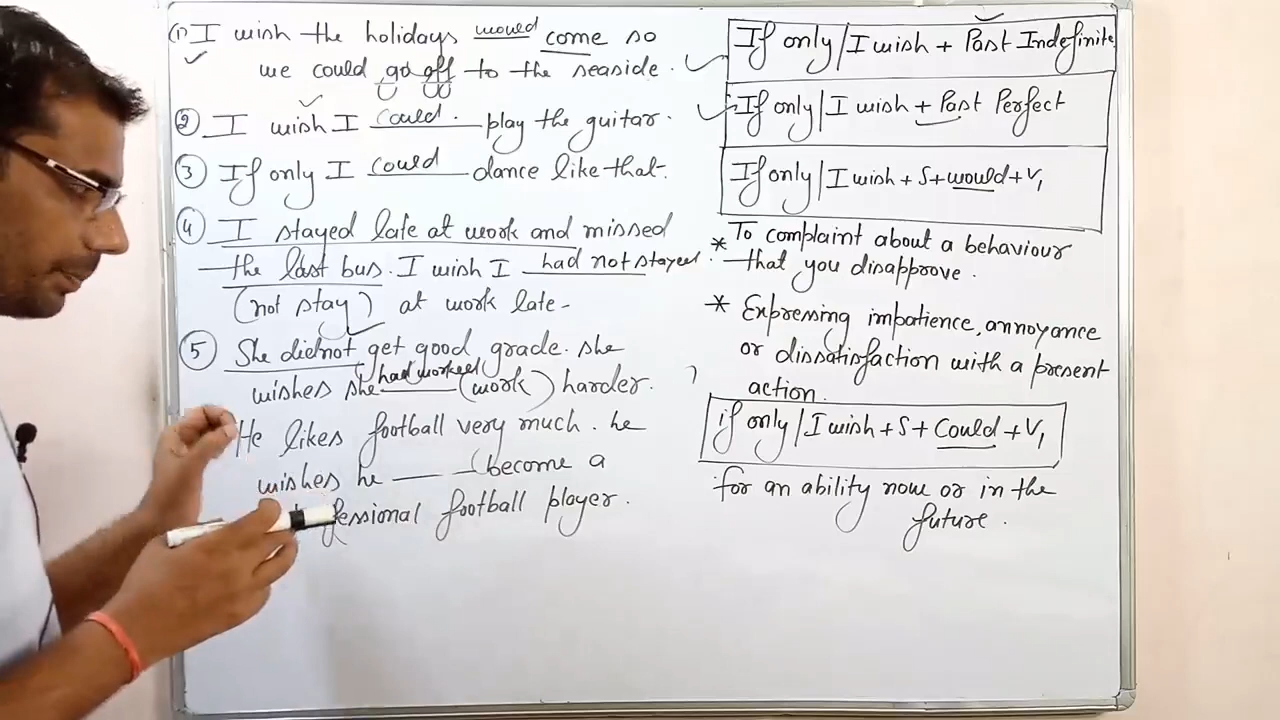 (1) I wish the holidays would come so
we could go off to the seaside.
② I wish I could play the guitar.
③ If only I could dance like that.
④ I stayed late at work and missed
the last bus. I wish I had not stayed.
(not stay) at work late-
⑤ She didnot get good grade. She
wishes she had worked (work) harder.
He likes football very much. he
wishes he ___ (become a
football player.
If only/I wish + Past Indefinite
If only/I wish + Past Perfect
If only/I wish + S + would + V1
* To complaint about a behaviour
that you disapprove.
* Expressing impatience, annoyance
or dissatisfaction with a present
action.
if only/I wish + S + Could + V1
for an ability now or in the
future.